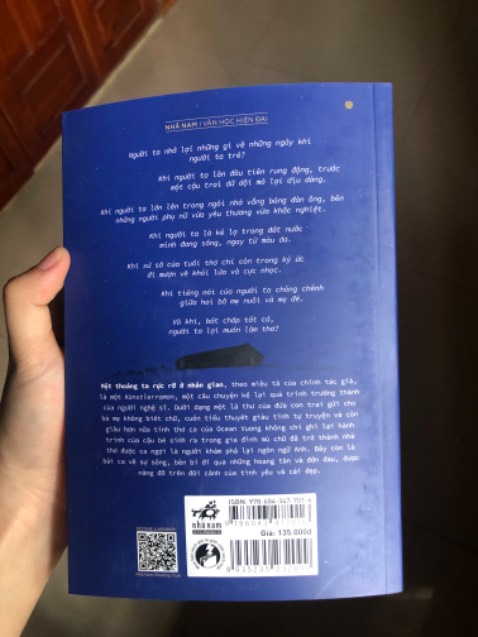 NHÃ NAM | VĂN HỌC HIỆN ĐẠI
Người ta nhớ lại những gì về những ngày khi
người ta trẻ?
Khi người ta lần đầu tiên rung động, trước
một cậu trai dữ dội mà lại dịu dàng.
Khi người ta lớn lên trong ngôi nhà vắng bóng đàn ông, bên
những người phụ nữ vừa yêu thương vừa khắc nghiệt.
Khi người ta là kẻ lạ trong đất nước
mình đang sống, ngay từ màu da.
Khi xứ sở của tuổi thơ chỉ còn trong ký ức
đi mượn về khói lửa và cực nhọc.
Khi tiếng nói của người ta chông chênh
giữa hai bờ mẹ nuôi và mẹ đẻ.
Và khi, bất chấp tất cả,
người ta lại muốn làm thơ?
Một thoáng ta rực rỡ ở nhân gian, theo miêu tả của chính tác giả,
là một Künstlerroman, một câu chuyện kể lại quá trình trưởng thành
của người nghệ sĩ. Dưới dạng một lá thư của đứa con trai gửi cho
bà mẹ không biết chữ, cuốn tiểu thuyết giàu tính tự truyện và còn
giàu hơn nữa tính thơ ca của Ocean Vuong không chỉ ghi lại hành
trình của cậu bé sinh ra trong gia đình mù chữ đã trở thành nhà
thơ được ca ngợi là người khám phá lại ngôn ngữ Anh. Đây còn là
bài ca về sự sống, bền bỉ đi qua những hoang tàn và đớn đau, được
nâng đỡ trên đôi cánh của tình yêu và cái đẹp.
nhã nam
Giá: 135.000đ
Nhã Nam Reading Club